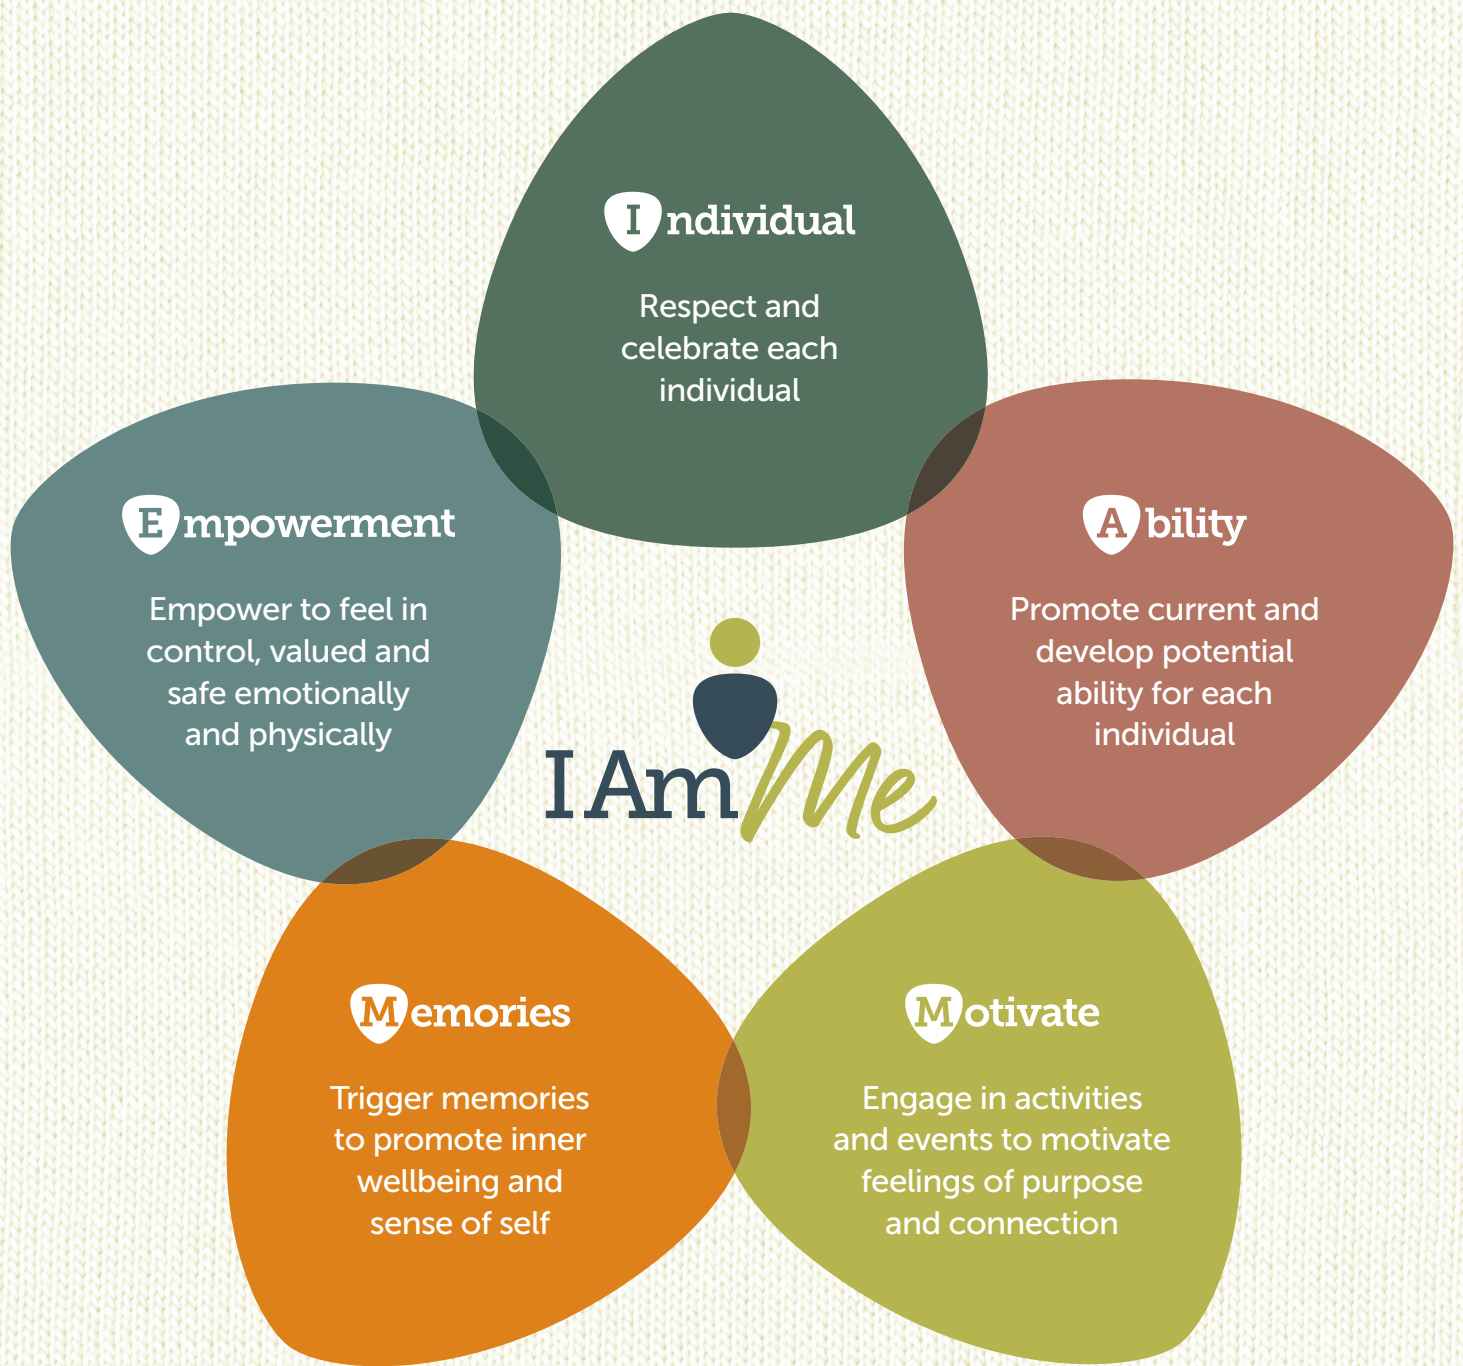 Individual
Respect and
celebrate each
individual
Ability
Promote current and
develop potential
ability for each
individual
Motivate
Engage in activities
and events to motivate
feelings of purpose
and connection
Memories
Trigger memories
to promote inner
wellbeing and
sense of self
Empowerment
Empower to feel in
control, valued and
safe emotionally
and physically
I Am Me